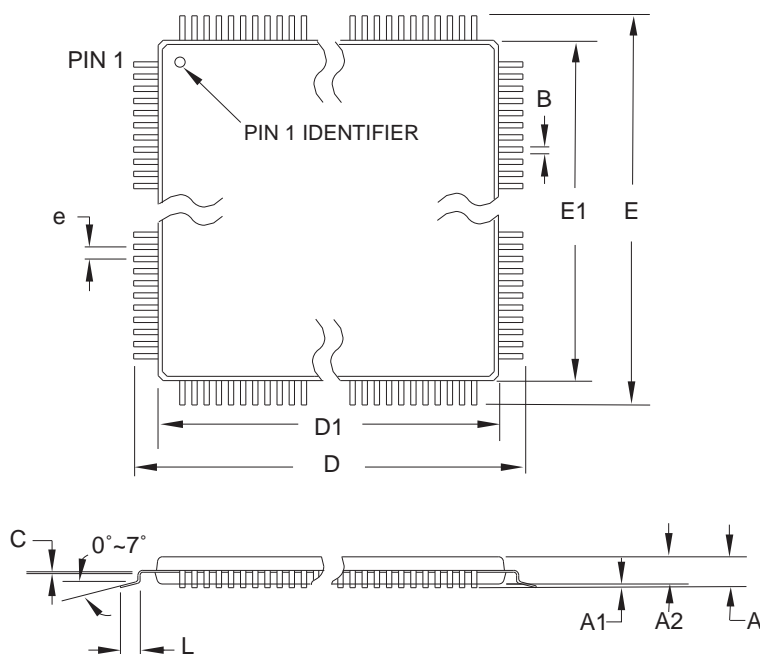 PIN 1
PIN 1 IDENTIFIER
B
e
E1
E
D1
D
C
0°~7°
L
A1
A2
A